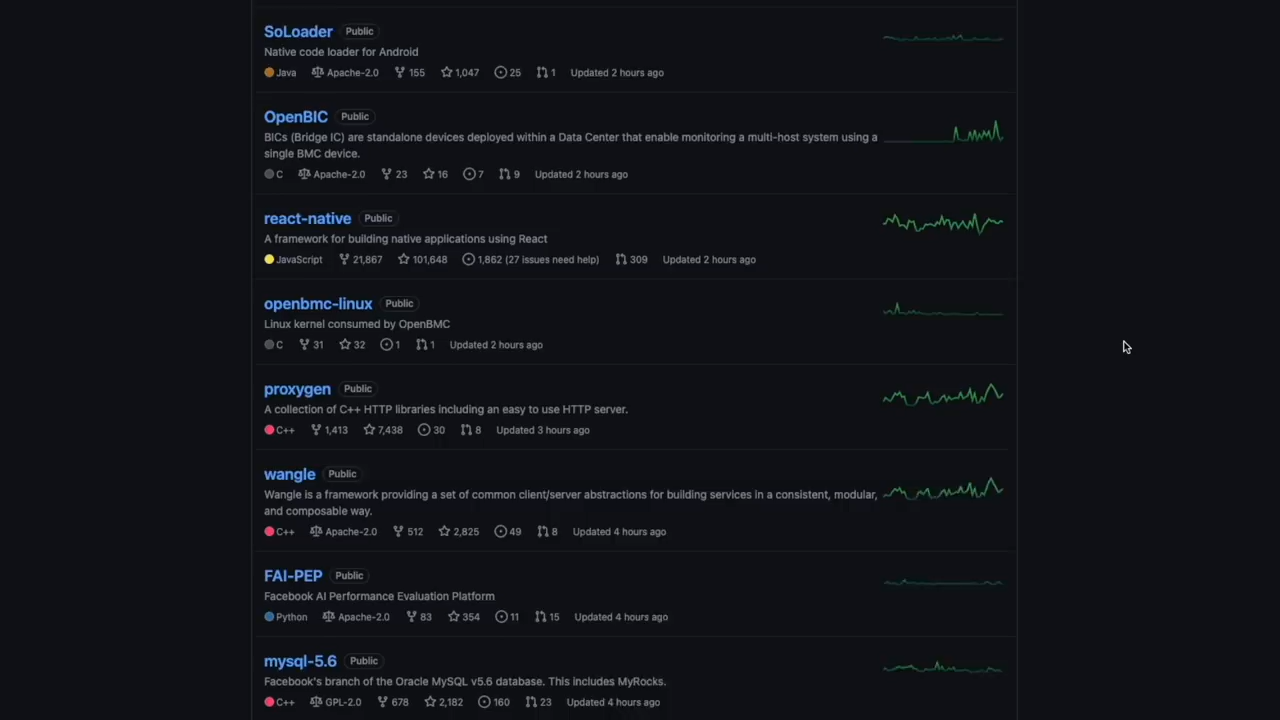 SoLoader Public
Native code loader for Android
Java Apache-2.0 155 1,047 25 1 Updated 2 hours ago
OpenBIC Public
BICs (Bridge IC) are standalone devices deployed within a Data Center that enable monitoring a multi-host system using a
single BMC device.
C Apache-2.0 23 16 7 9 Updated 2 hours ago
react-native Public
A framework for building native applications using React
JavaScript 21,867 101,648 1,862 (27 issues need help) 309 Updated 2 hours ago
openbmc-linux Public
Linux kernel consumed by OpenBMC
C 31 32 1 1 Updated 2 hours ago
proxygen Public
A collection of C++ HTTP libraries including an easy to use HTTP server.
C++ 1,413 7,438 30 8 Updated 3 hours ago
wangle Public
Wangle is a framework providing a set of common client/server abstractions for building services in a consistent, modular,
and composable way.
C++ Apache-2.0 512 2,825 49 8 Updated 4 hours ago
FAI-PEP Public
Facebook AI Performance Evaluation Platform
Python Apache-2.0 83 354 11 15 Updated 4 hours ago
mysql-5.6 Public
Facebook's branch of the Oracle MySQL v5.6 database. This includes MyRocks.
C++ GPL-2.0 678 2,182 160 23 Updated 4 hours ago